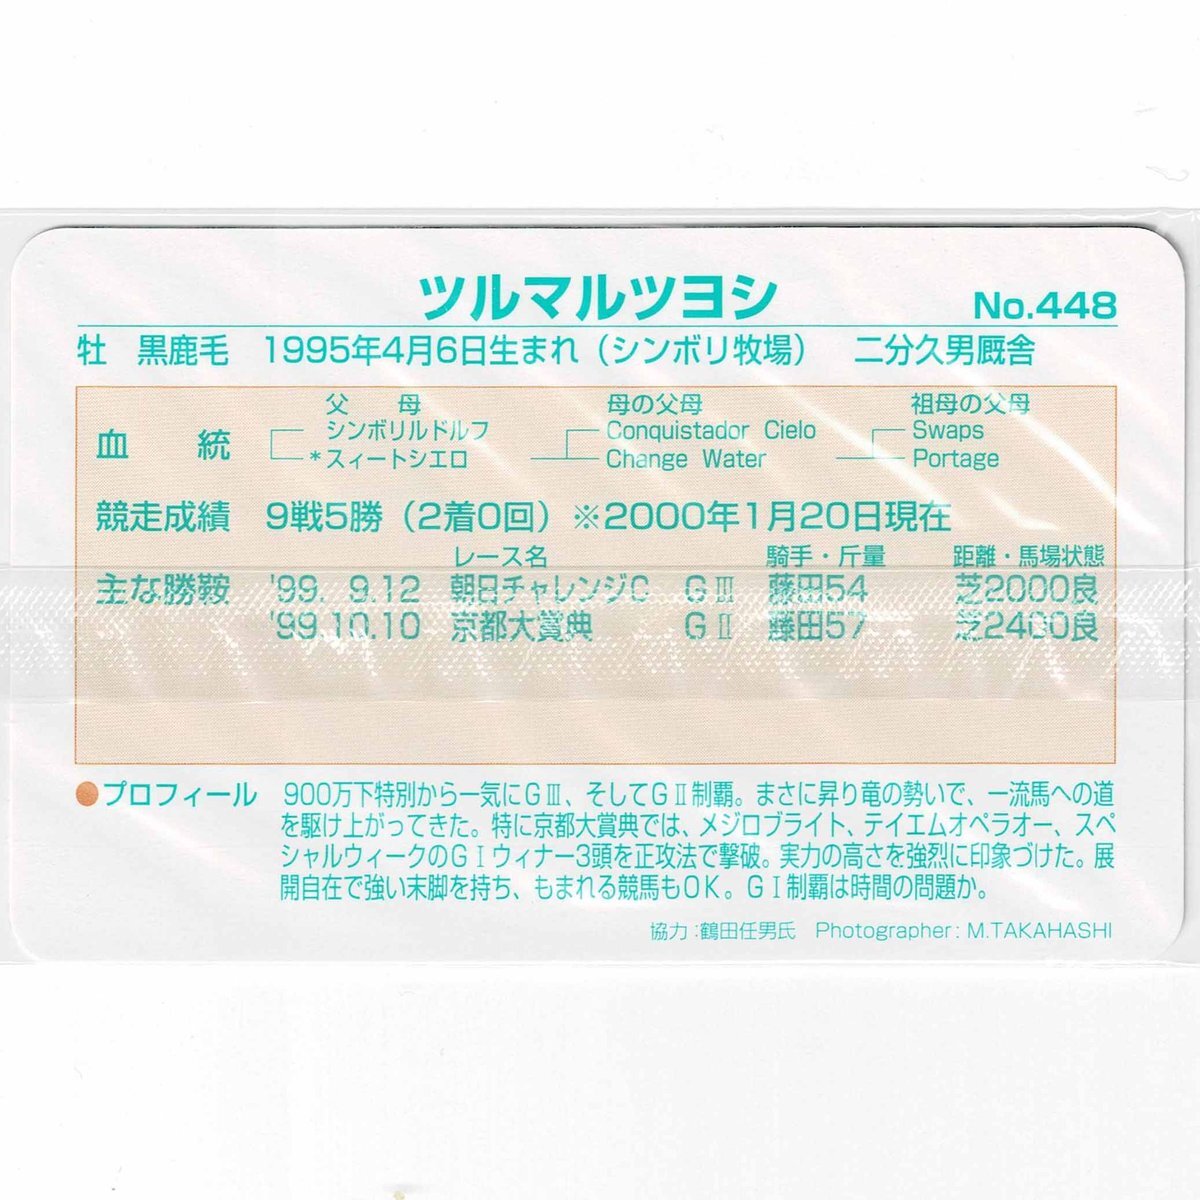 ツルマルツヨシ No.448
牡 黒鹿毛 1995年4月6日生まれ（シンボリ牧場） 二分久男厩舎
父 母 母の父母 祖母の父母
血統 シンボリルドルフ Conquistador Cielo Swaps
*スィートシエロ Change Water Portage
競走成績 9戦5勝（2着0回）※2000年1月20日現在
レース名 騎手・斤量 距離・馬場状態
主な勝鞍 '99. 9.12 朝日チャレンジC GⅢ 藤田54 芝2000良
'99.10.10 京都大賞典 GⅡ 藤田57 芝2400良
●プロフィール 900万下特別から一気にGⅢ、そしてGⅡ制覇。まさに昇り竜の勢いで、一流馬への道
を駆け上がってきた。特に京都大賞典では、メジロブライト、テイエムオペラオー、スペ
シャルウィークのGⅠウィナー3頭を正攻法で撃破。実力の高さを強烈に印象づけた。展
開自在で強い末脚を持ち、もまれる競馬もOK。GⅠ制覇は時間の問題か。
協力:鶴田任男氏 Photographer: M.TAKAHASHI